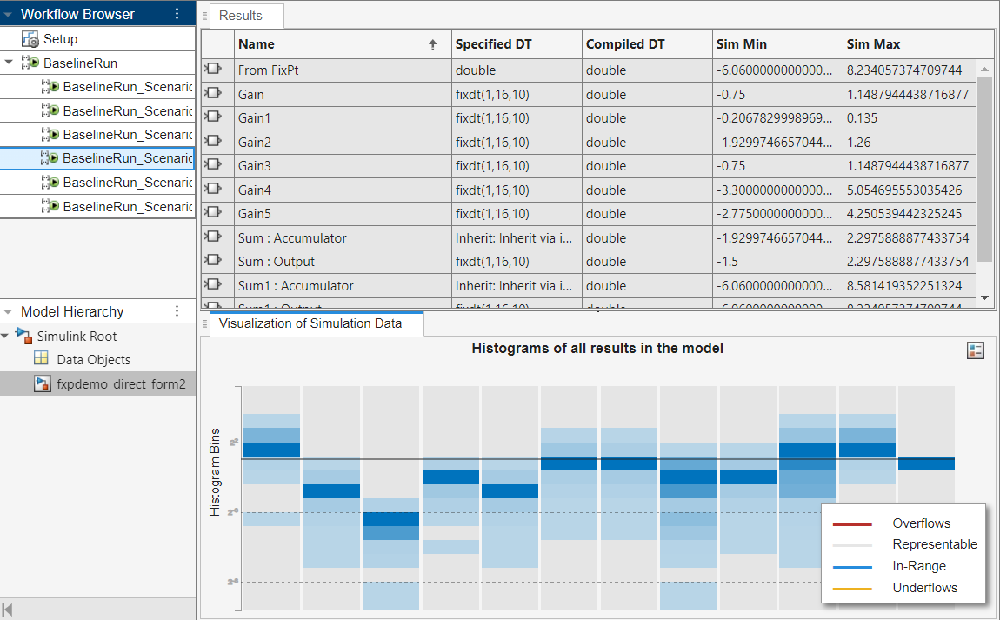 Workflow Browser
Setup
BaselineRun
BaselineRun_Scenaric
BaselineRun_Scenaric
BaselineRun_Scenaric
BaselineRun_Scenaric
BaselineRun_Scenaric
BaselineRun_Scenaric
Model Hierarchy
Simulink Root
Data Objects
fxpdemo_direct_form2
Results
Name Specified DT Compiled DT Sim Min Sim Max
From FixPt double double -6.0600000000000... 8.234057374709744
Gain fixdt(1,16,10) double -0.75 1.1487944438716877
Gain1 fixdt(1,16,10) double -0.2067829998969... 0.135
Gain2 fixdt(1,16,10) double -1.9299746657044... 1.26
Gain3 fixdt(1,16,10) double -0.75 1.1487944438716877
Gain4 fixdt(1,16,10) double -3.3000000000000... 5.054695553035426
Gain5 fixdt(1,16,10) double -2.7750000000000... 4.250539442325245
Sum : Accumulator Inherit: Inherit via i... double -1.9299746657044... 2.2975888877433754
Sum : Output fixdt(1,16,10) double -1.5 2.2975888877433754
Sum1 : Accumulator Inherit: Inherit via i... double -6.0600000000000... 8.581419352251324
Sum1 : Output fixdt(1,16,10) double -6.0600000000000... 8.234057374709744
Visualization of Simulation Data
Histograms of all results in the model
Histogram Bins
Overflows
Representable
In-Range
Underflows